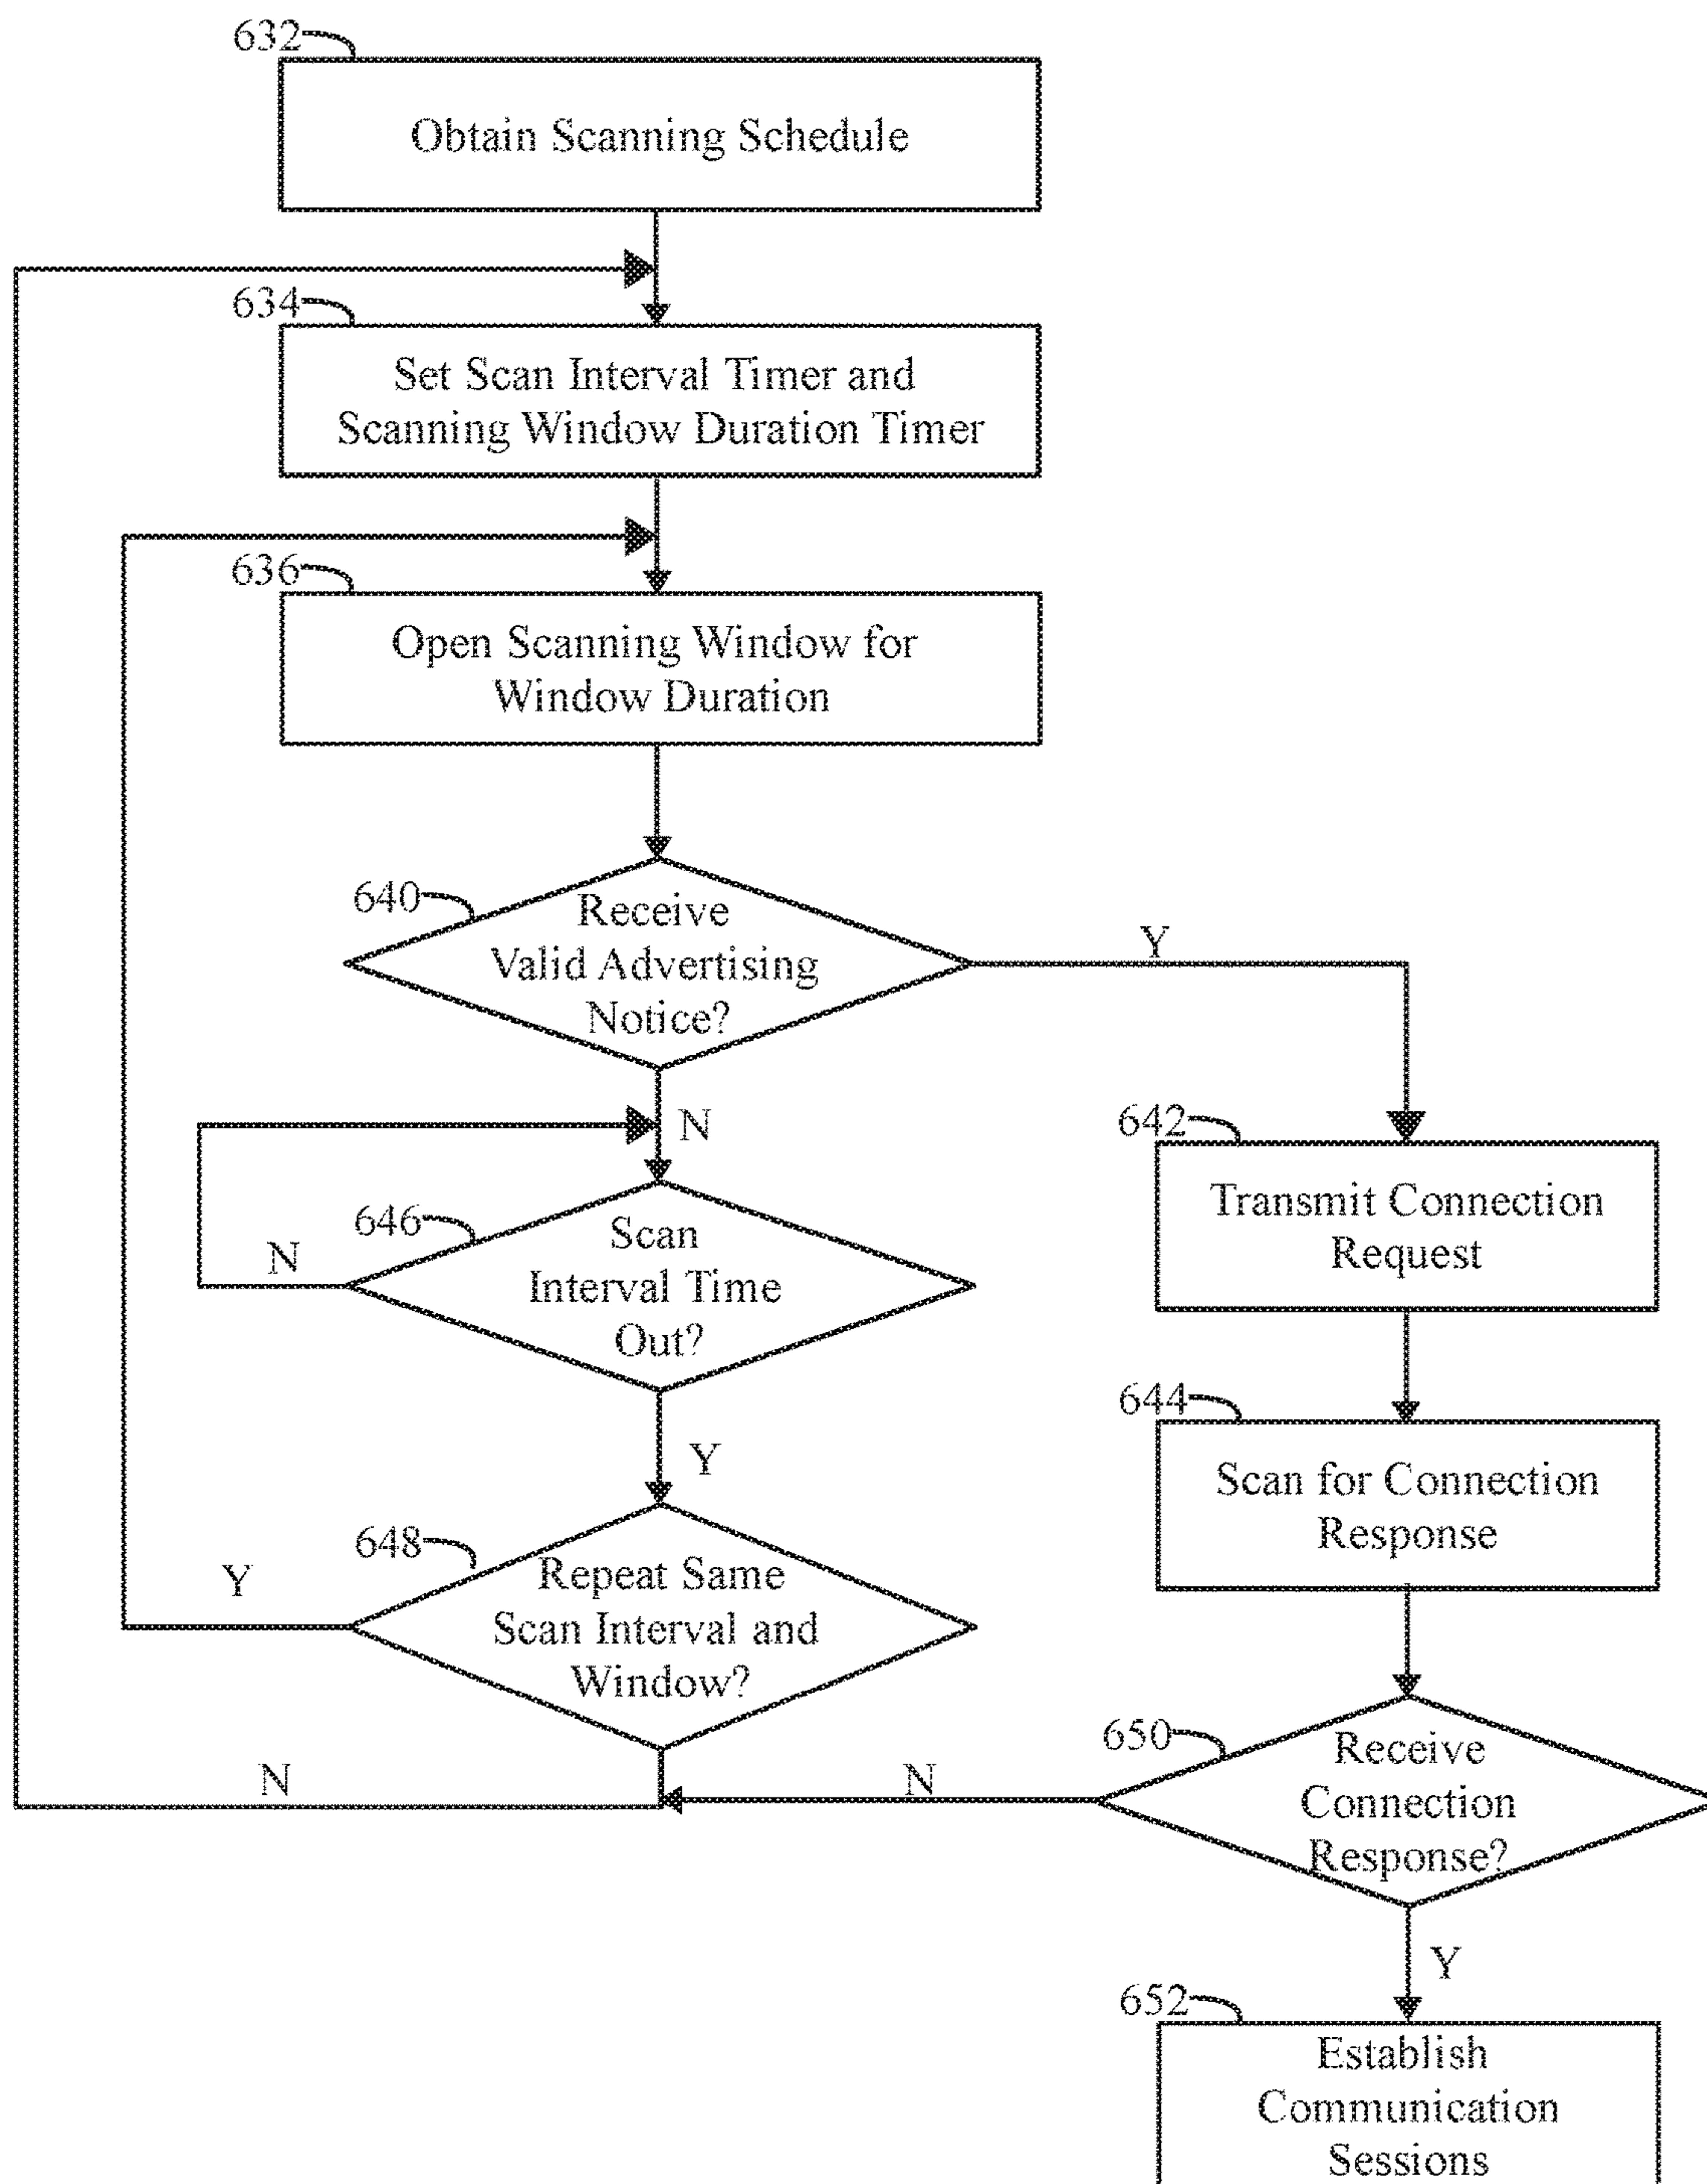 632
Obtain Scanning Schedule
634
Set Scan Interval Timer and
Scanning Window Duration Timer
636
Open Scanning Window for
Window Duration
640
Receive
Valid Advertising
Notice?
Y
N
642
Transmit Connection
Request
646
Scan
Interval Time
Out?
N
Y
644
Scan for Connection
Response
648
Repeat Same
Scan Interval and
Window?
Y
N
650
Receive
Connection
Response?
N
Y
652
Establish
Communication
Sessions